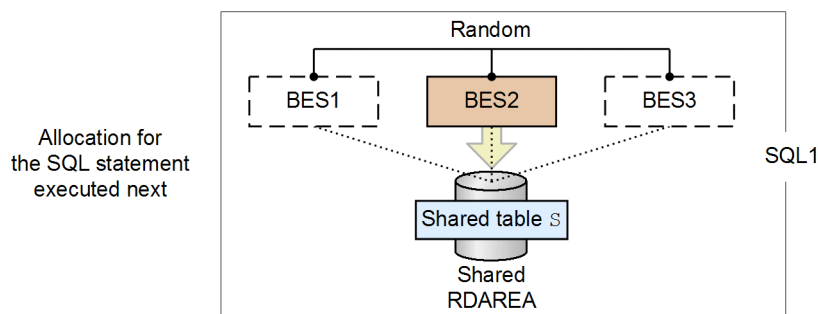 Random
BES1
BES2
BES3
Allocation for
the SQL statement
executed next
SQL1
Shared table S
Shared
RDAREA